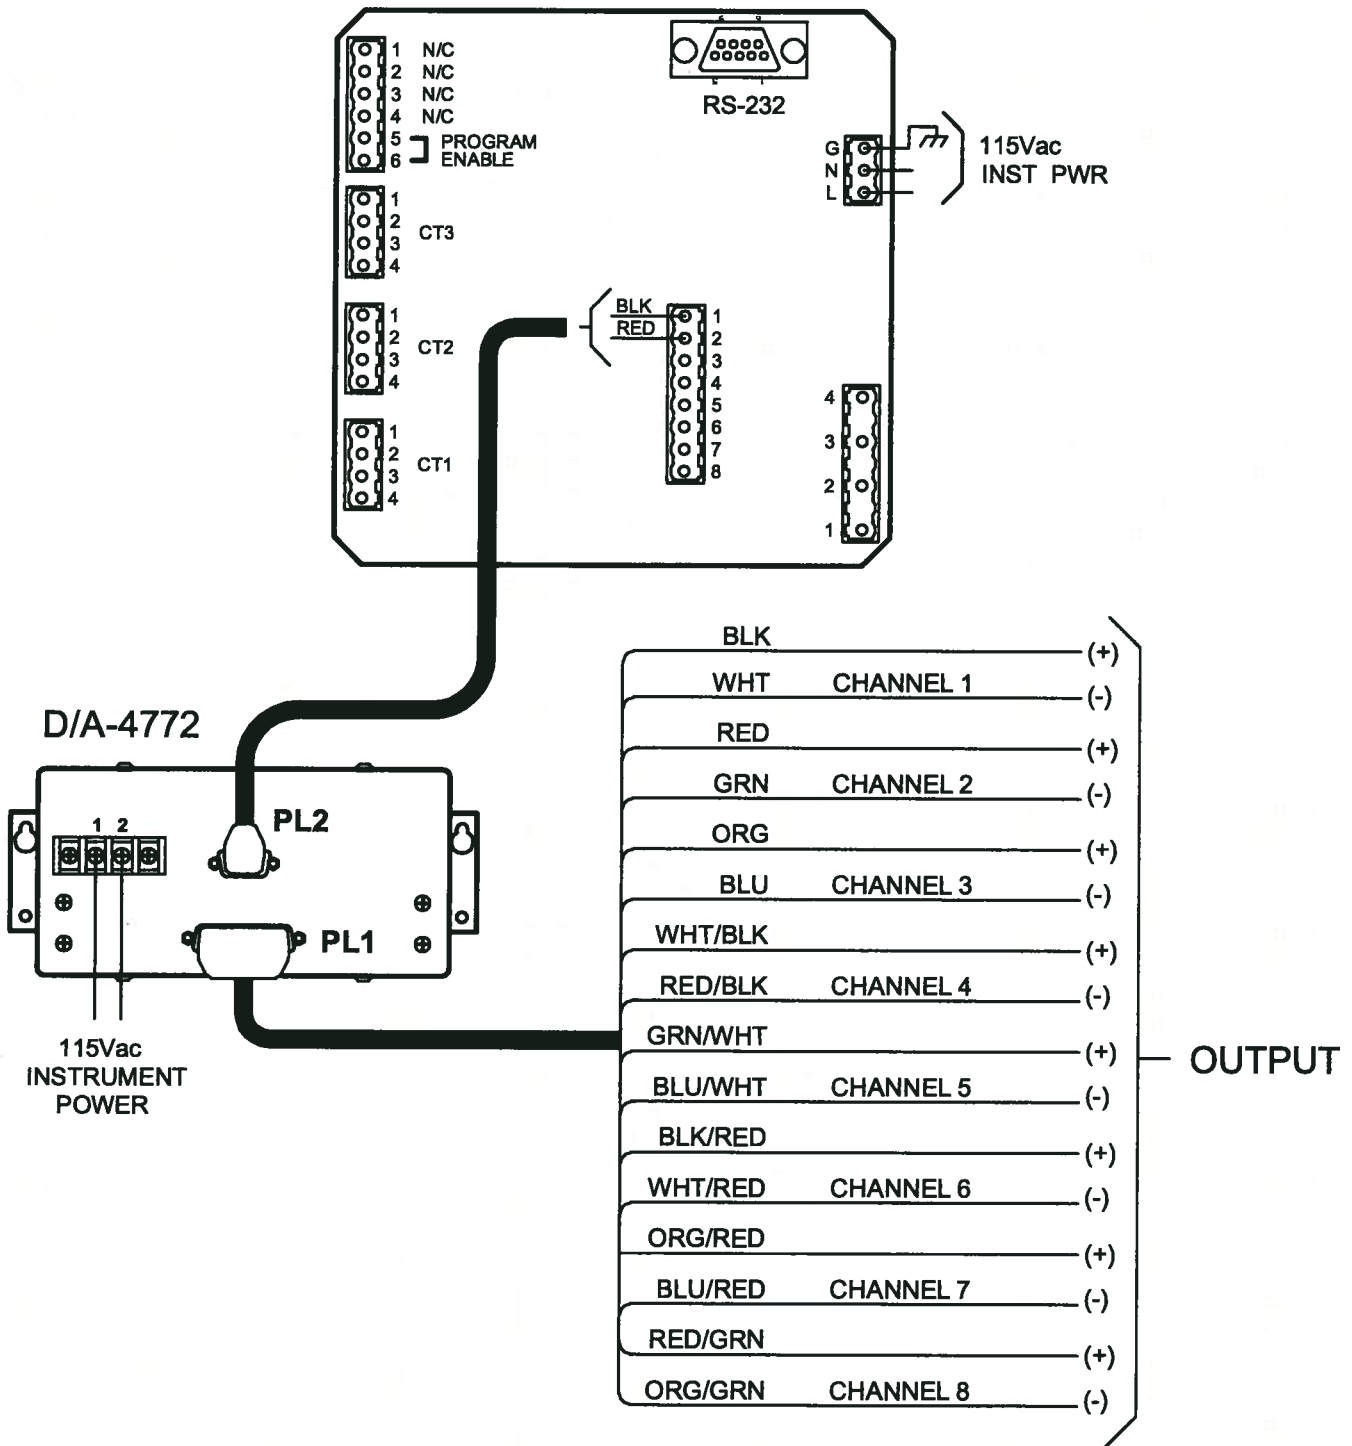 1 N/C
2 N/C
3 N/C
4 N/C
5 PROGRAM
6 ENABLE
RS-232
G
N
L
115Vac
INST PWR
1
2
3
4
CT3
1
2
3
4
CT2
1
2
3
4
CT1
BLK
RED
1
2
3
4
5
6
7
8
4
3
2
1
D/A-4772
1 2
PL2
PL1
115Vac
INSTRUMENT
POWER
BLK (+)
WHT CHANNEL 1 (-)
RED (+)
GRN CHANNEL 2 (-)
ORG (+)
BLU CHANNEL 3 (-)
WHT/BLK (+)
RED/BLK CHANNEL 4 (-)
GRN/WHT (+)
BLU/WHT CHANNEL 5 (-)
BLK/RED (+)
WHT/RED CHANNEL 6 (-)
ORG/RED (+)
BLU/RED CHANNEL 7 (-)
RED/GRN (+)
ORG/GRN CHANNEL 8 (-)
OUTPUT